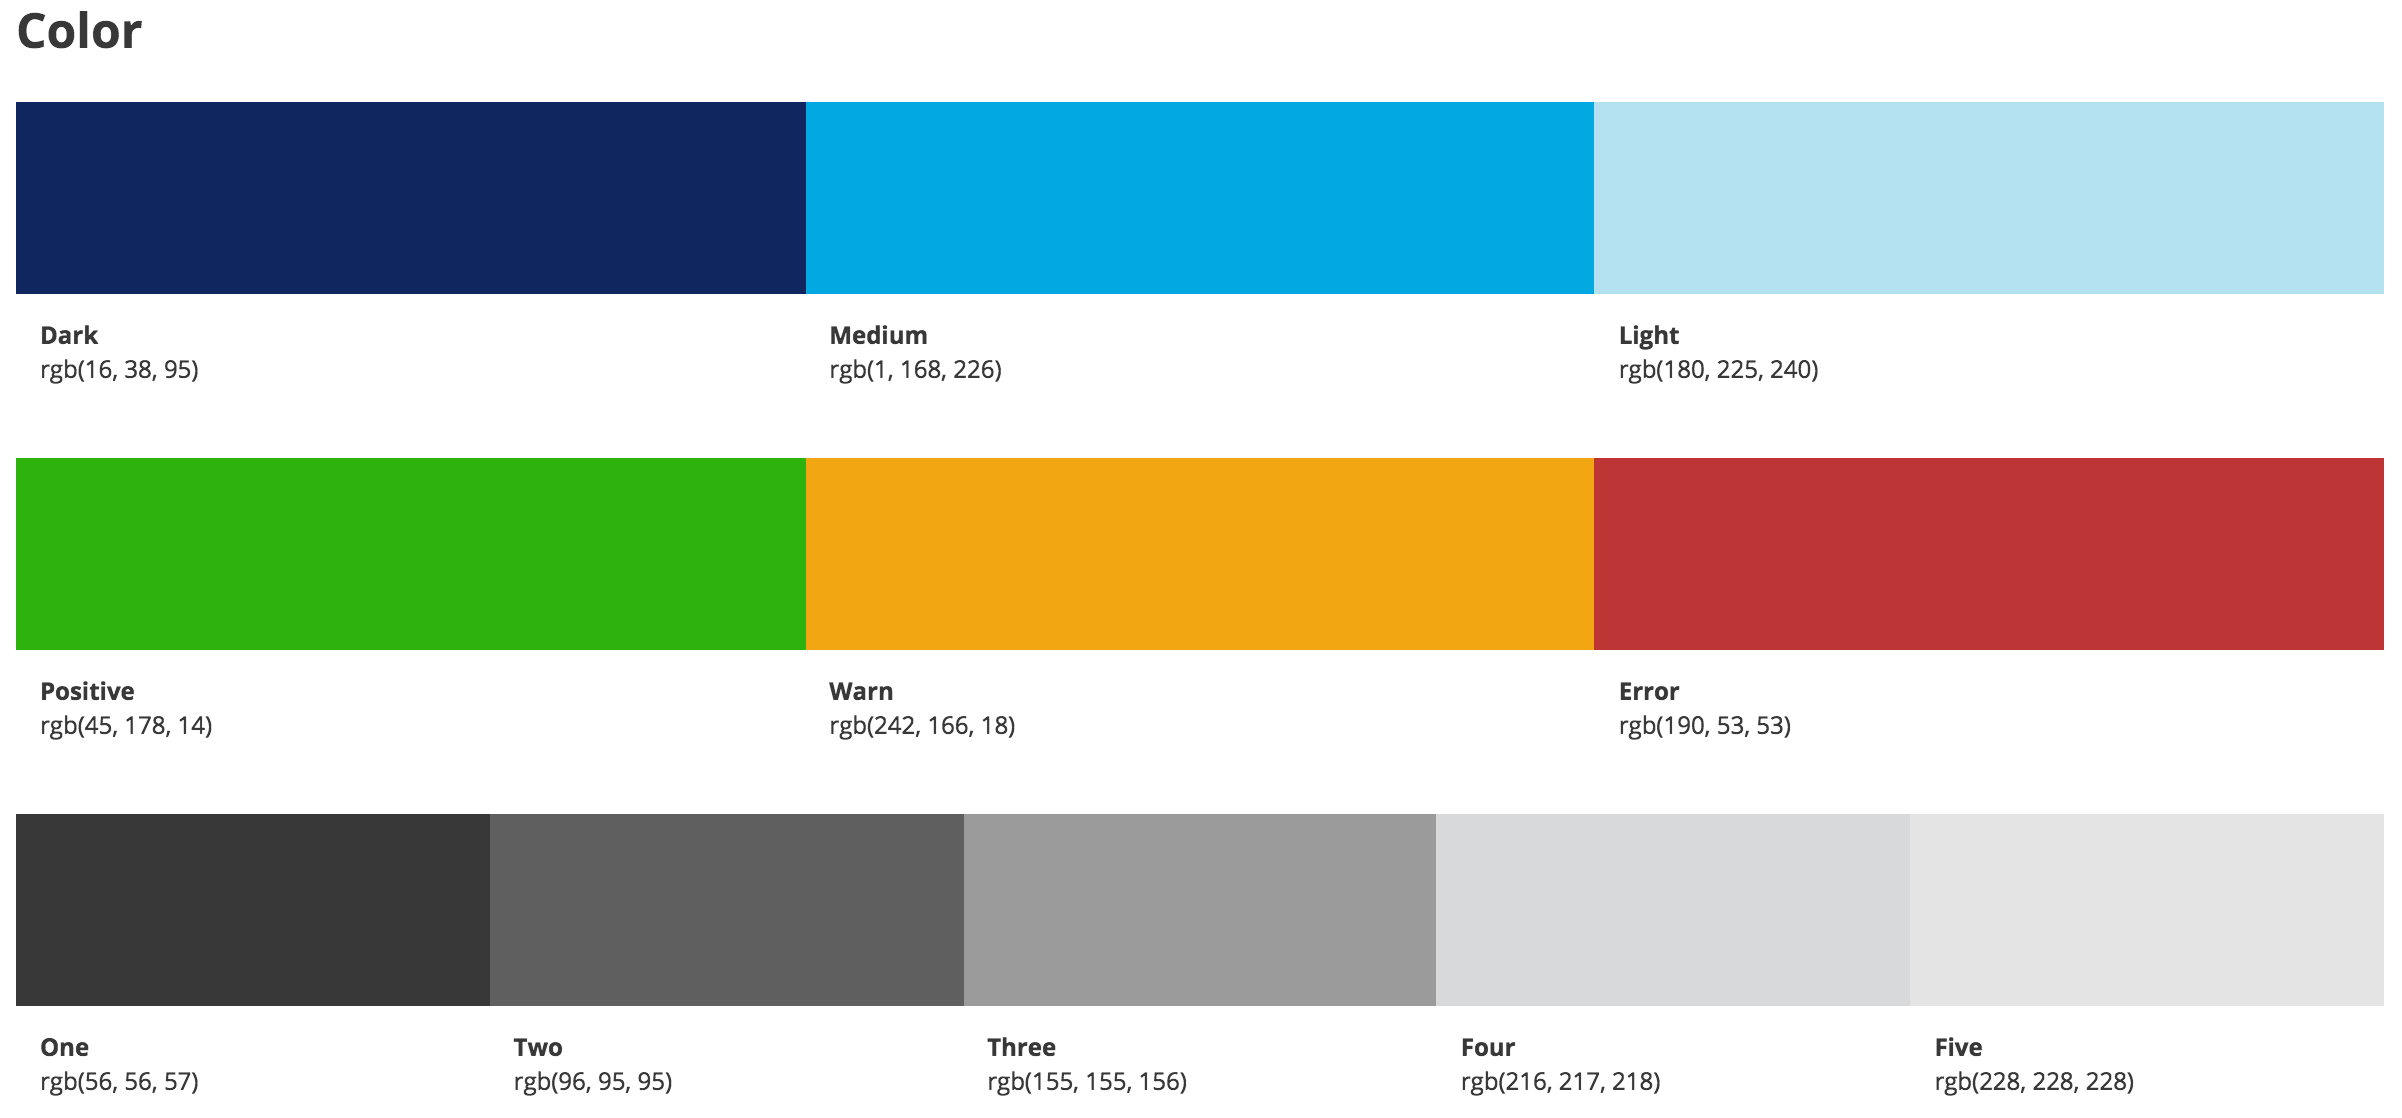 Color
Dark
rgb(16, 38, 95)
Medium
rgb(1, 168, 226)
Light
rgb(180, 225, 240)
Positive
rgb(45, 178, 14)
Warn
rgb(242, 166, 18)
Error
rgb(190, 53, 53)
One
rgb(56, 56, 57)
Two
rgb(96, 95, 95)
Three
rgb(155, 155, 156)
Four
rgb(216, 217, 218)
Five
rgb(228, 228, 228)